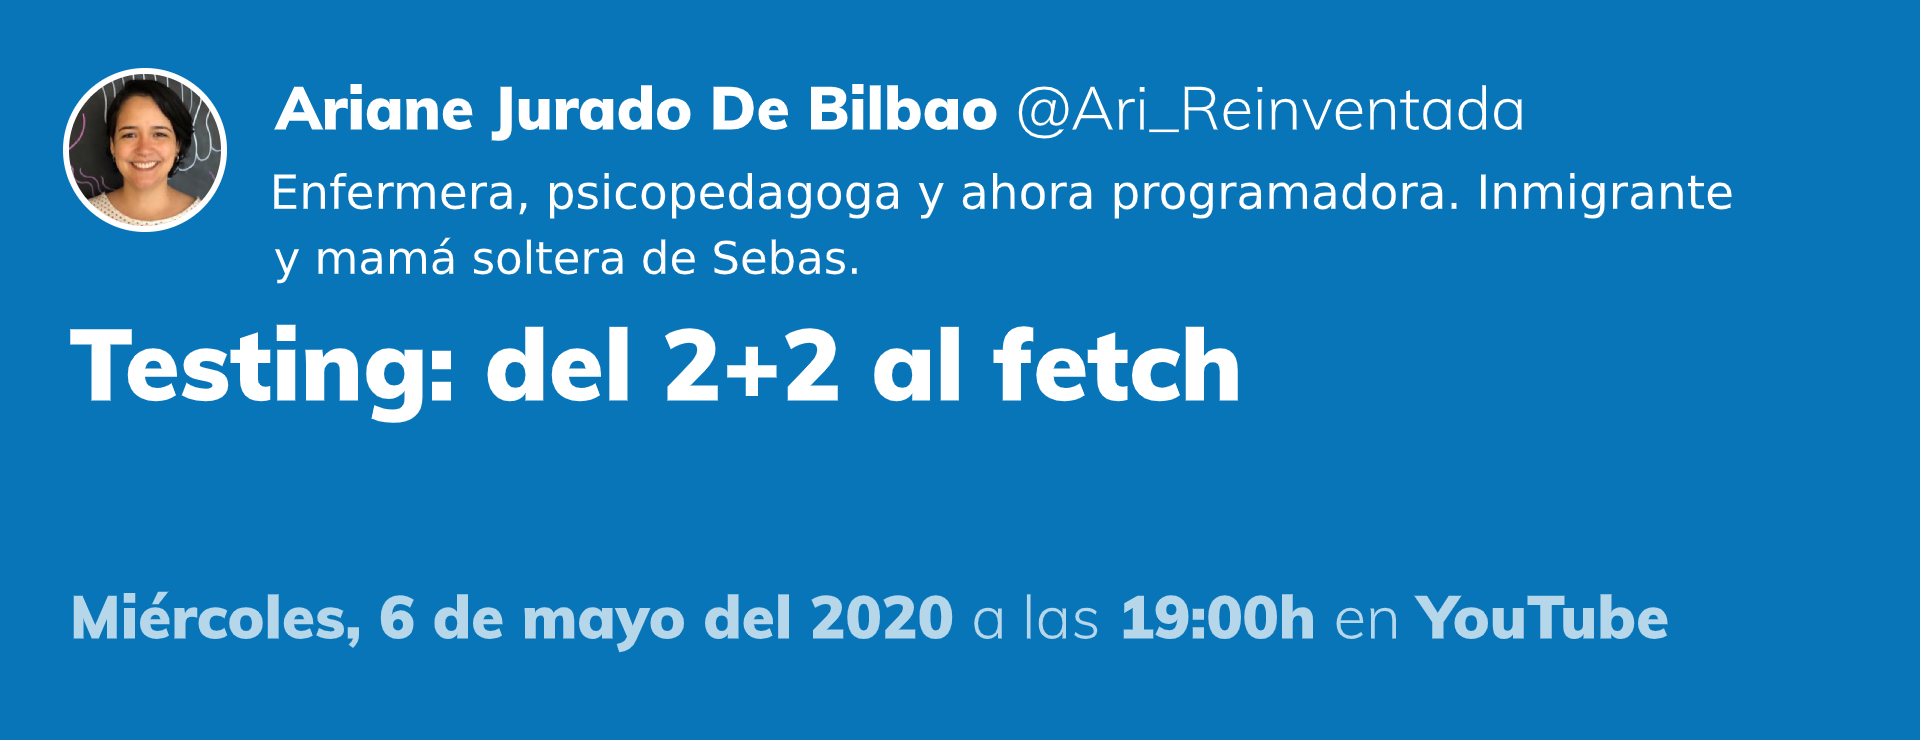 Ariane Jurado De Bilbao @Ari_Reinventada
Enfermera, psicopedagoga y ahora programadora. Inmigrante
y mamá soltera de Sebas.
Testing: del 2+2 al fetch
Miércoles, 6 de mayo del 2020 a las 19:00h en YouTube